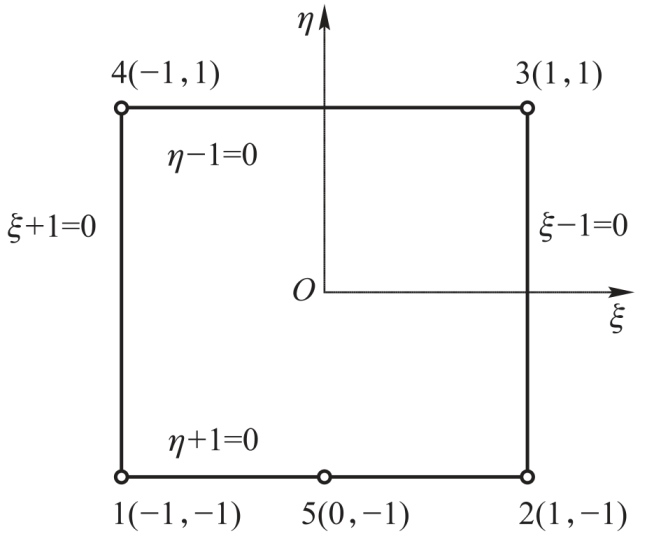 η
4(−1,1)
3(1,1)
η−1=0
ξ+1=0
ξ−1=0
O
ξ
η+1=0
1(−1,−1)
5(0,−1)
2(1,−1)